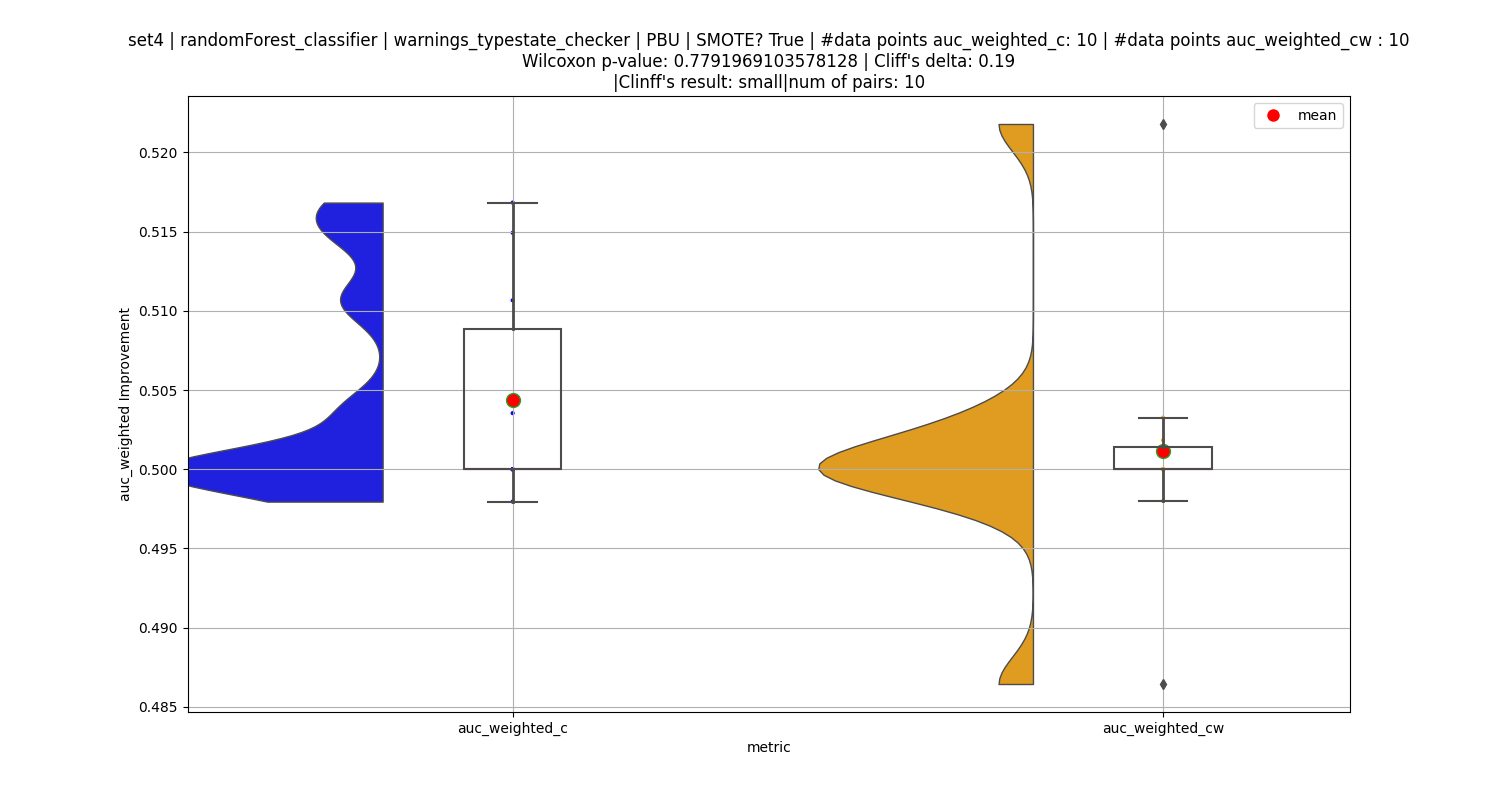 set4 | randomForest_classifier | warnings_typestate_checker | PBU | SMOTE? True | #data points auc_weighted_c: 10 | #data points auc_weighted_cw : 10
Wilcoxon p-value: 0.7791969103578128 | Cliff's delta: 0.19
|Clinff's result: small|num of pairs: 10
mean
0.520
0.515
0.510
0.505
0.500
0.495
0.490
0.485
auc_weighted Improvement
auc_weighted_c
auc_weighted_cw
metric